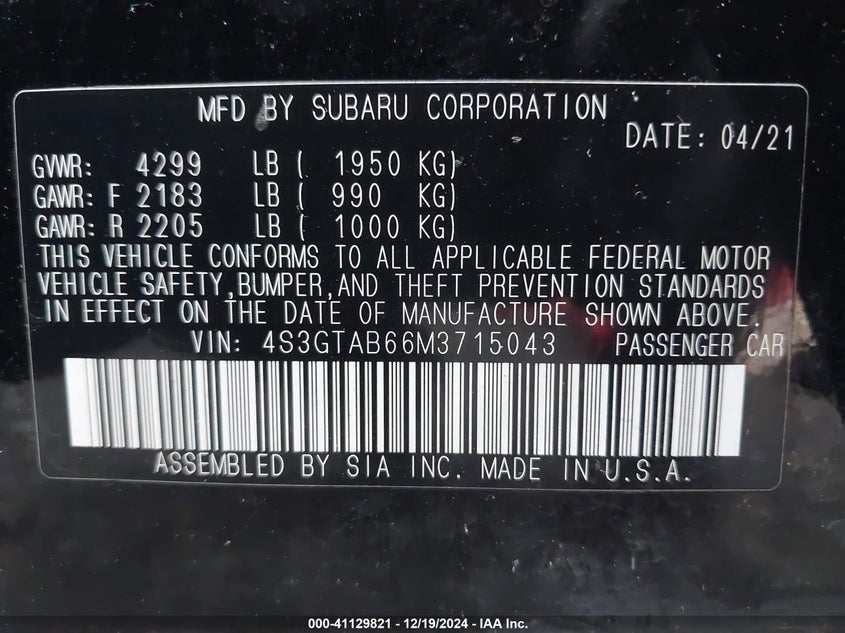 MFD BY SUBARU CORPORATION
DATE: 04/21
GVWR: 4299 LB ( 1950 KG)
GAWR: F 2183 LB ( 990 KG)
GAWR: R 2205 LB ( 1000 KG)
THIS VEHICLE CONFORMS TO ALL APPLICABLE FEDERAL MOTOR
VEHICLE SAFETY,BUMPER,AND THEFT PREVENTION STANDARDS
IN EFFECT ON THE DATE OF MANUFACTURE SHOWN ABOVE.
VIN: 4S3GTAB66M3715043 PASSENGER CAR
ASSEMBLED BY SIA INC. MADE IN U.S.A.
000-41129821 - 12/19/2024 - IAA Inc.